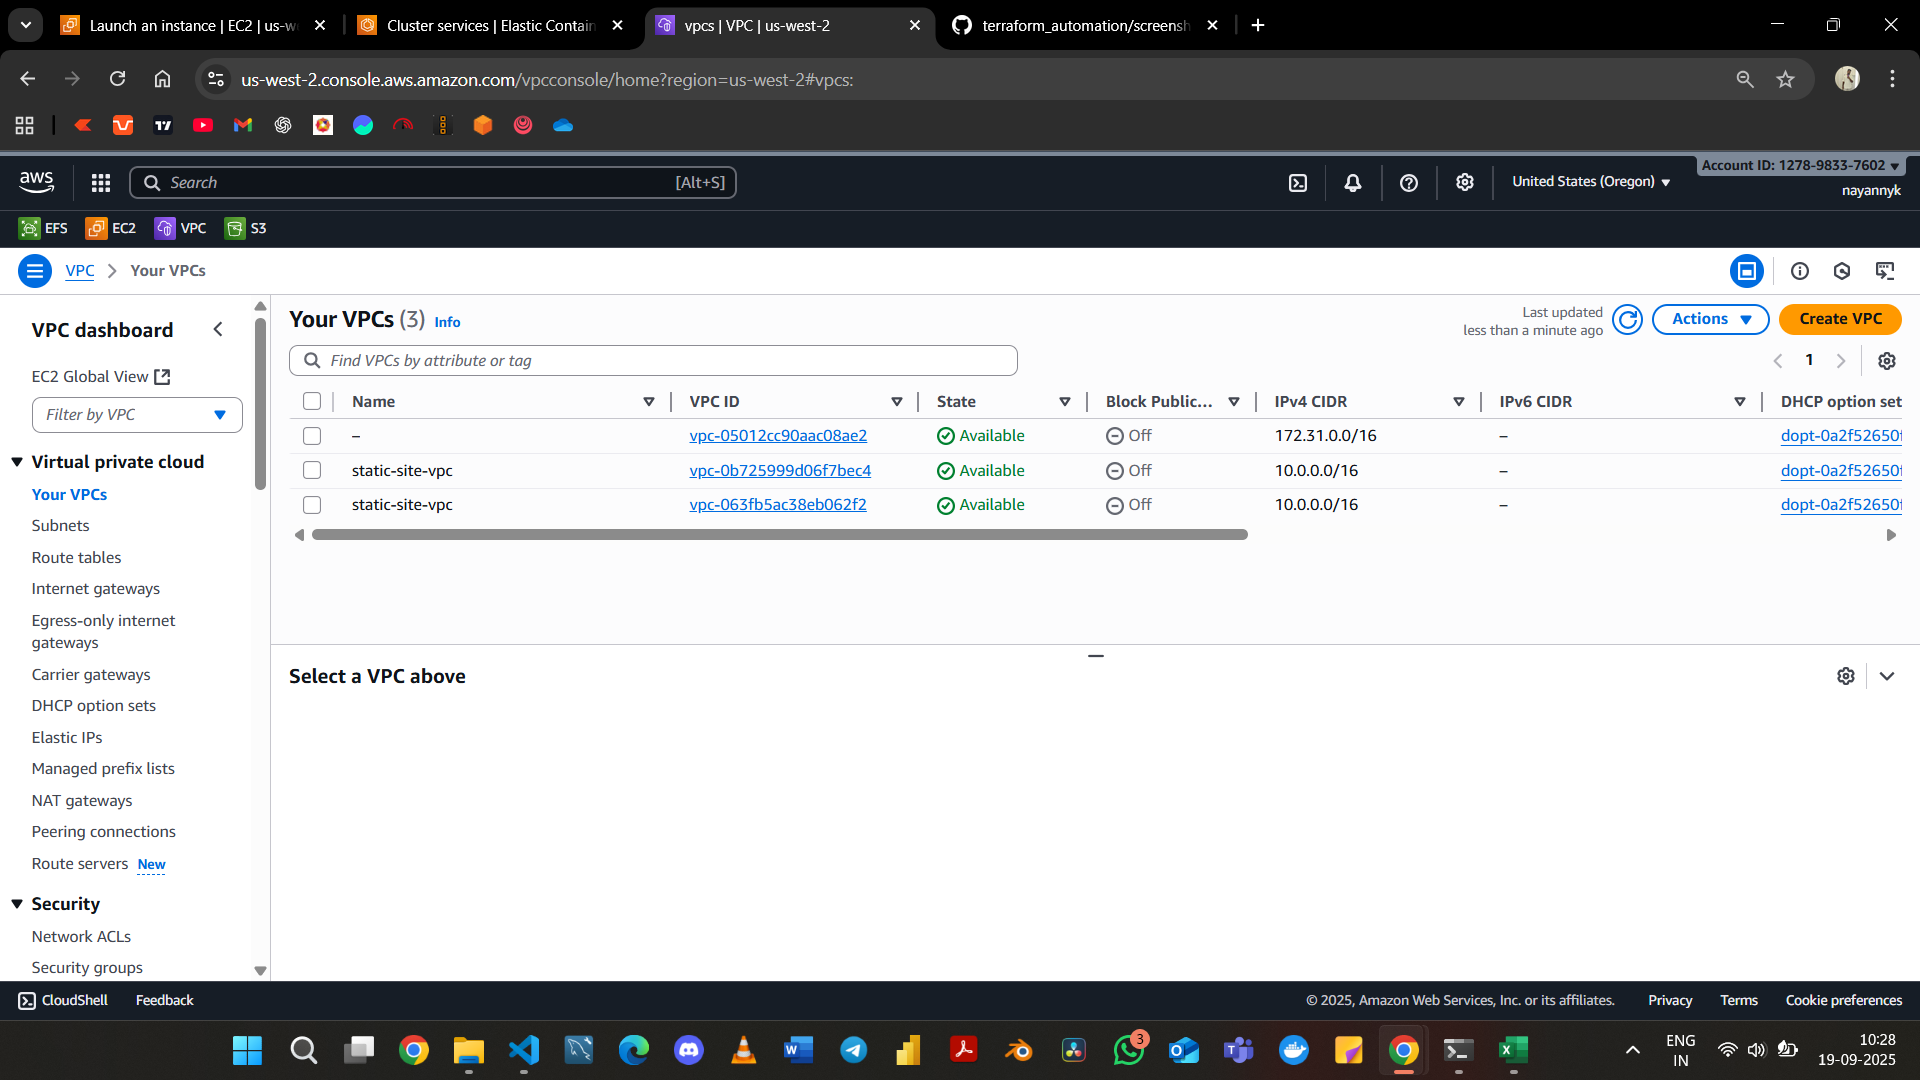 Launch an instance | EC2 | us-w
Cluster services | Elastic Contain
vpcs | VPC | us-west-2
terraform_automation/screensh
us-west-2.console.aws.amazon.com/vpcconsole/home?region=us-west-2#vpcs:
aws
Search
[Alt+S]
United States (Oregon)
Account ID: 1278-9833-7602
nayannyk
EFS
EC2
VPC
S3
VPC
Your VPCs
VPC dashboard
EC2 Global View
Filter by VPC
Virtual private cloud
Your VPCs
Subnets
Route tables
Internet gateways
Egress-only internet
gateways
Carrier gateways
DHCP option sets
Elastic IPs
Managed prefix lists
NAT gateways
Peering connections
Route servers New
Security
Network ACLs
Security groups
Your VPCs (3) Info
Last updated
less than a minute ago
Actions
Create VPC
Find VPCs by attribute or tag
1
Name VPC ID State Block Public... IPv4 CIDR IPv6 CIDR DHCP option set
– vpc-05012cc90aac08ae2 Available Off 172.31.0.0/16 – dopt-0a2f52650f
static-site-vpc vpc-0b725999d06f7bec4 Available Off 10.0.0.0/16 – dopt-0a2f52650f
static-site-vpc vpc-063fb5ac38eb062f2 Available Off 10.0.0.0/16 – dopt-0a2f52650f
Select a VPC above
CloudShell
Feedback
© 2025, Amazon Web Services, Inc. or its affiliates.
Privacy
Terms
Cookie preferences
3
ENG
IN
10:28
19-09-2025